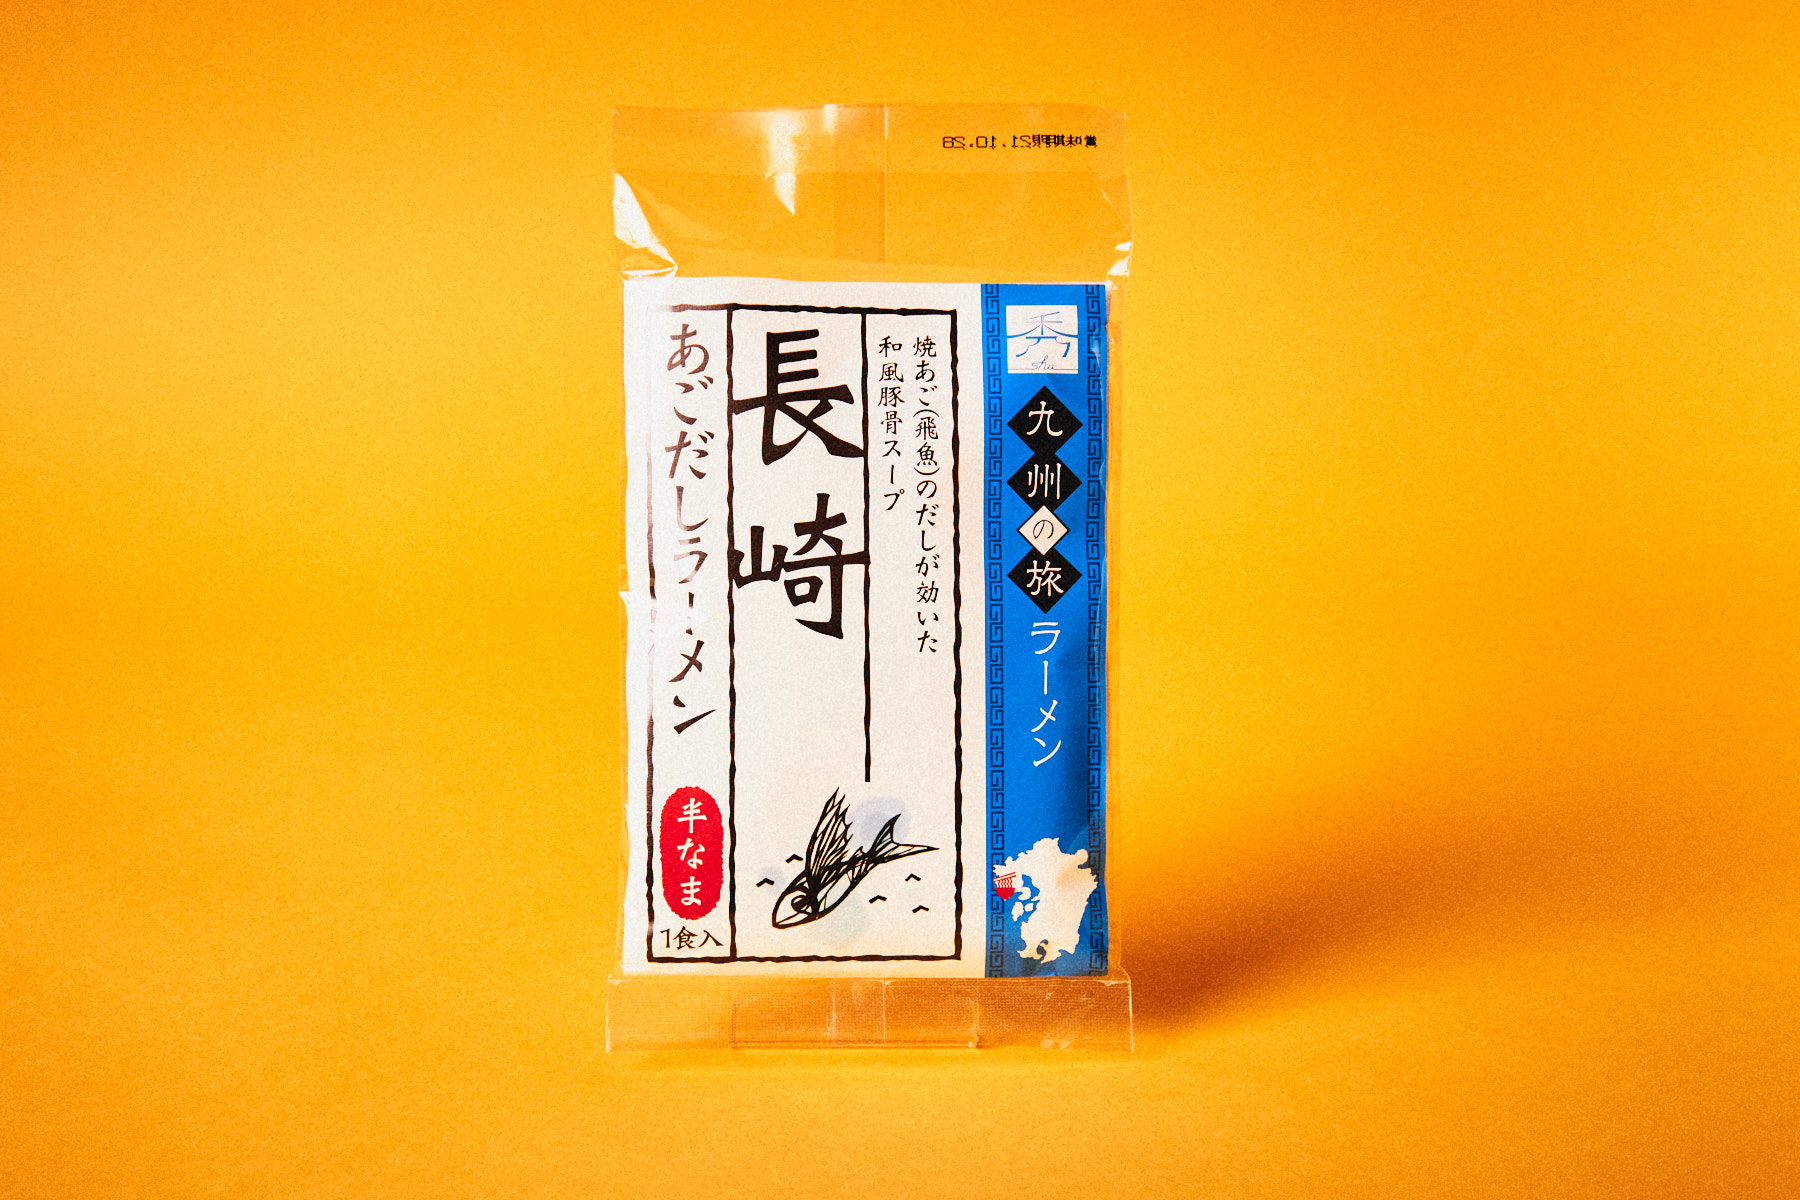 賞味期限21.10.28
秀
shu
九州の旅
ラーメン
焼あご(飛魚)のだしが効いた
和風豚骨スープ
長崎
あごだしラーメン
半なま
1食入